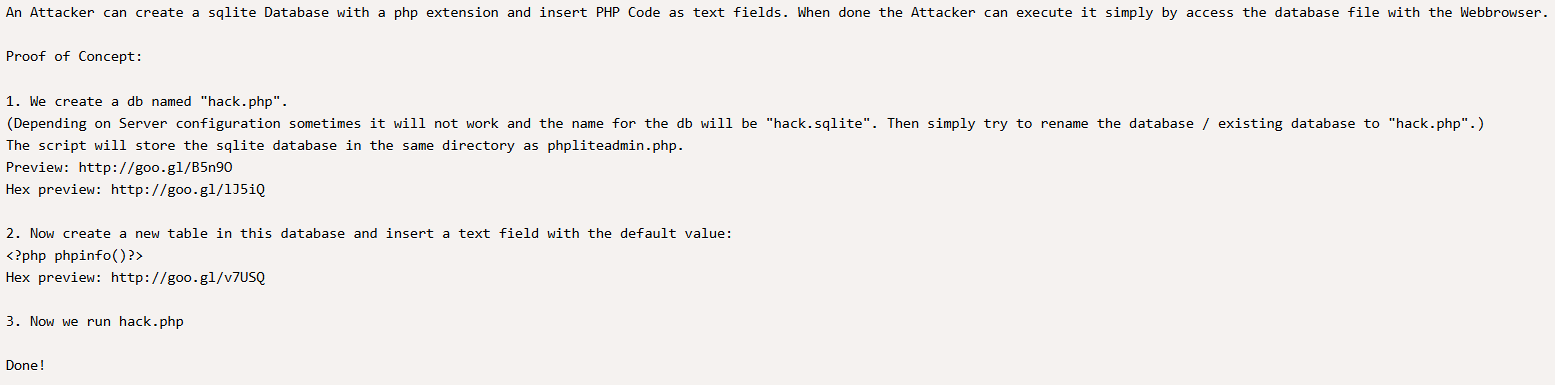 An Attacker can create a sqlite Database with a php extension and insert PHP Code as text fields. When done the Attacker can execute it simply by access the database file with the Webbrowser.
Proof of Concept:
1. We create a db named "hack.php".
(Depending on Server configuration sometimes it will not work and the name for the db will be "hack.sqlite". Then simply try to rename the database / existing database to "hack.php".)
The script will store the sqlite database in the same directory as phpliteadmin.php.
Preview: http://goo.gl/B5n9O
Hex preview: http://goo.gl/lJ5iQ
2. Now create a new table in this database and insert a text field with the default value:
<?php phpinfo()?>
Hex preview: http://goo.gl/v7USQ
3. Now we run hack.php
Done!